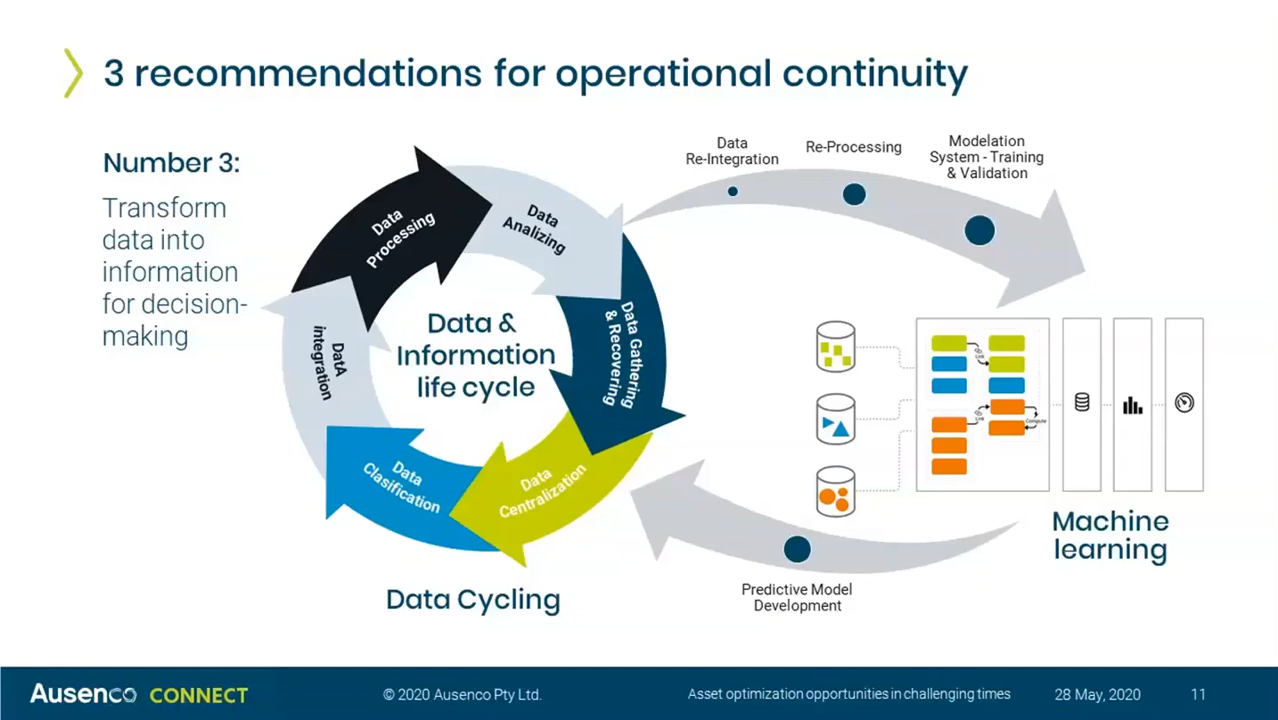 3 recommendations for operational continuity
Number 3:
Transform
data into
information
for decision-
making
Data
Processing
Data
Analizing
Data Gathering
& Recovering
Data
Centralization
Data
Clasification
DatA
integration
Data &
Information
life cycle
Data Cycling
Data
Re-Integration
Re-Processing
Modelation
System - Training
& Validation
Link
Link
Compute
Machine
learning
Predictive Model
Development
Ausenco CONNECT
© 2020 Ausenco Pty Ltd.
Asset optimization opportunities in challenging times
28 May, 2020
11